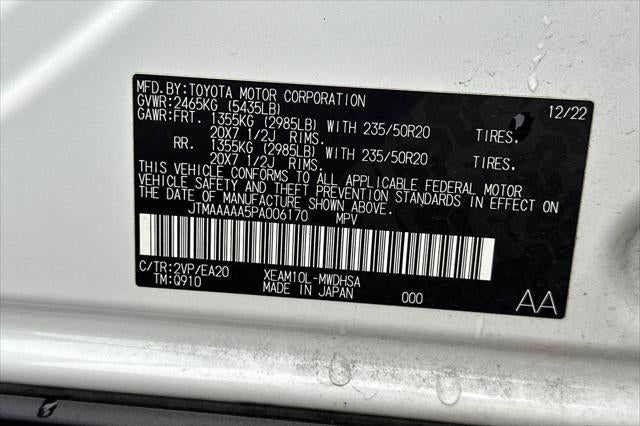 MFD.BY:TOYOTA MOTOR CORPORATION 12/22
GVWR:2465KG (5435LB)
GAWR:FRT. 1355KG (2985LB) WITH 235/50R20 TIRES.
20X7 1/2J RIMS.
RR. 1355KG (2985LB) WITH 235/50R20 TIRES.
20X7 1/2J RIMS.
THIS VEHICLE CONFORMS TO ALL APPLICABLE FEDERAL MOTOR
VEHICLE SAFETY AND THEFT PREVENTION STANDARDS IN EFFECT ON
THE DATE OF MANUFACTURE SHOWN ABOVE.
JTMAAAAA5PA006170 MPV
C/TR:2VP/EA20 XEAM10L-MWDHSA
TM:Q910 MADE IN JAPAN 000 AA